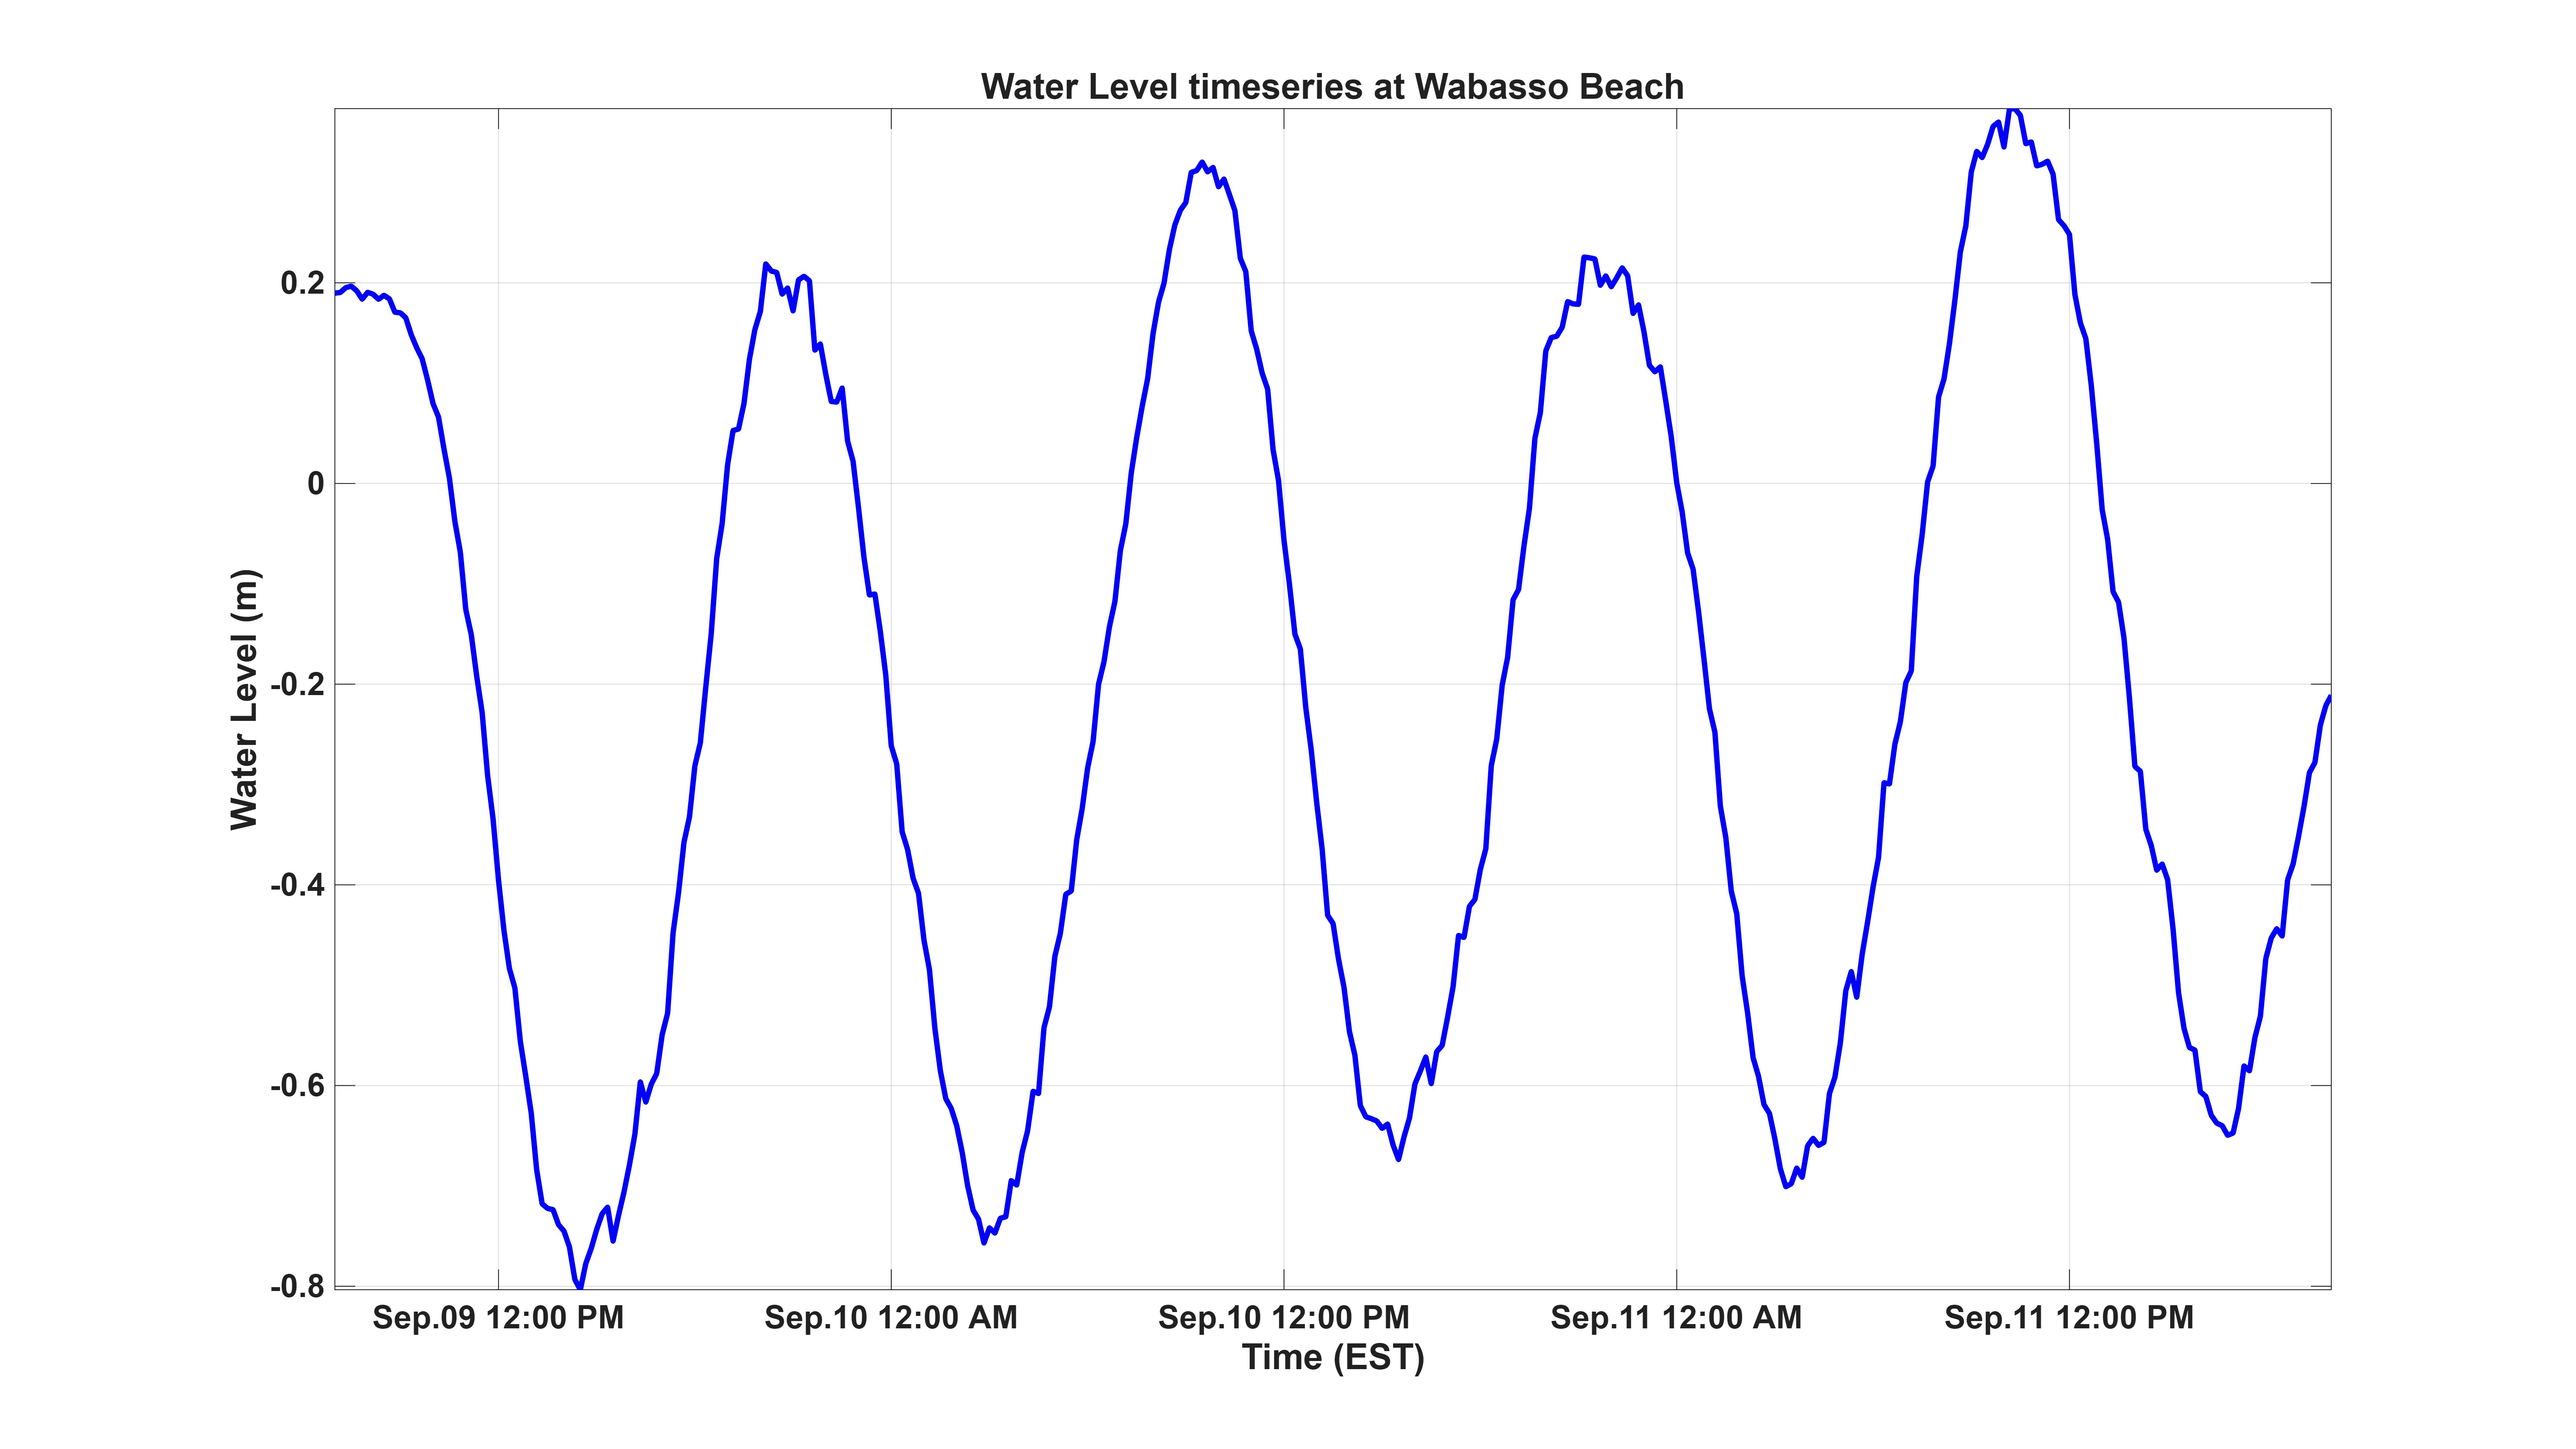 Water Level timeseries at Wabasso Beach
Water Level (m)
0.2
0
-0.2
-0.4
-0.6
-0.8
Sep.09 12:00 PM
Sep.10 12:00 AM
Sep.10 12:00 PM
Sep.11 12:00 AM
Sep.11 12:00 PM
Time (EST)